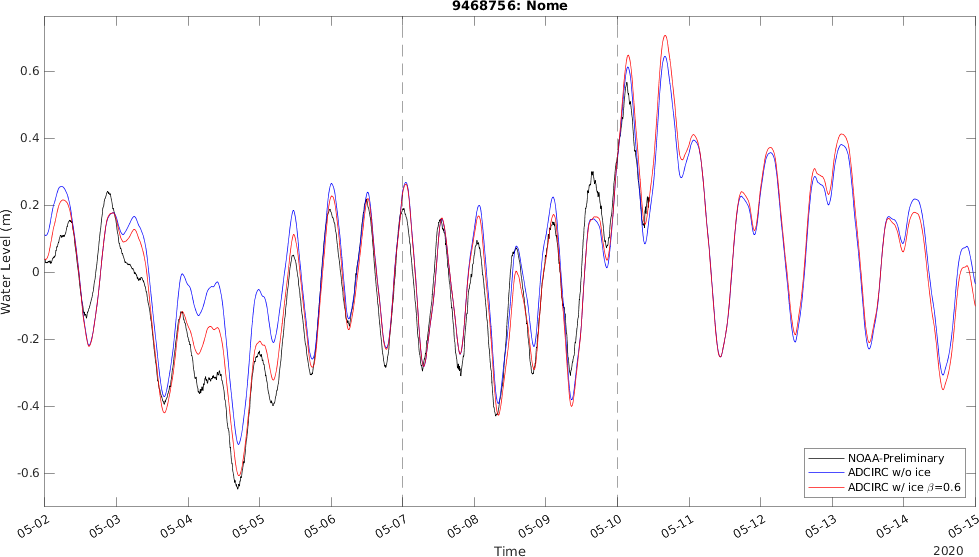 9468756: Nome
Water Level (m)
0.6
0.4
0.2
0
-0.2
-0.4
-0.6
NOAA-Preliminary
ADCIRC w/o ice
ADCIRC w/ ice β=0.6
05-02 05-03 05-04 05-05 05-06 05-07 05-08 05-09 05-10 05-11 05-12 05-13 05-14 05-15
Time
2020